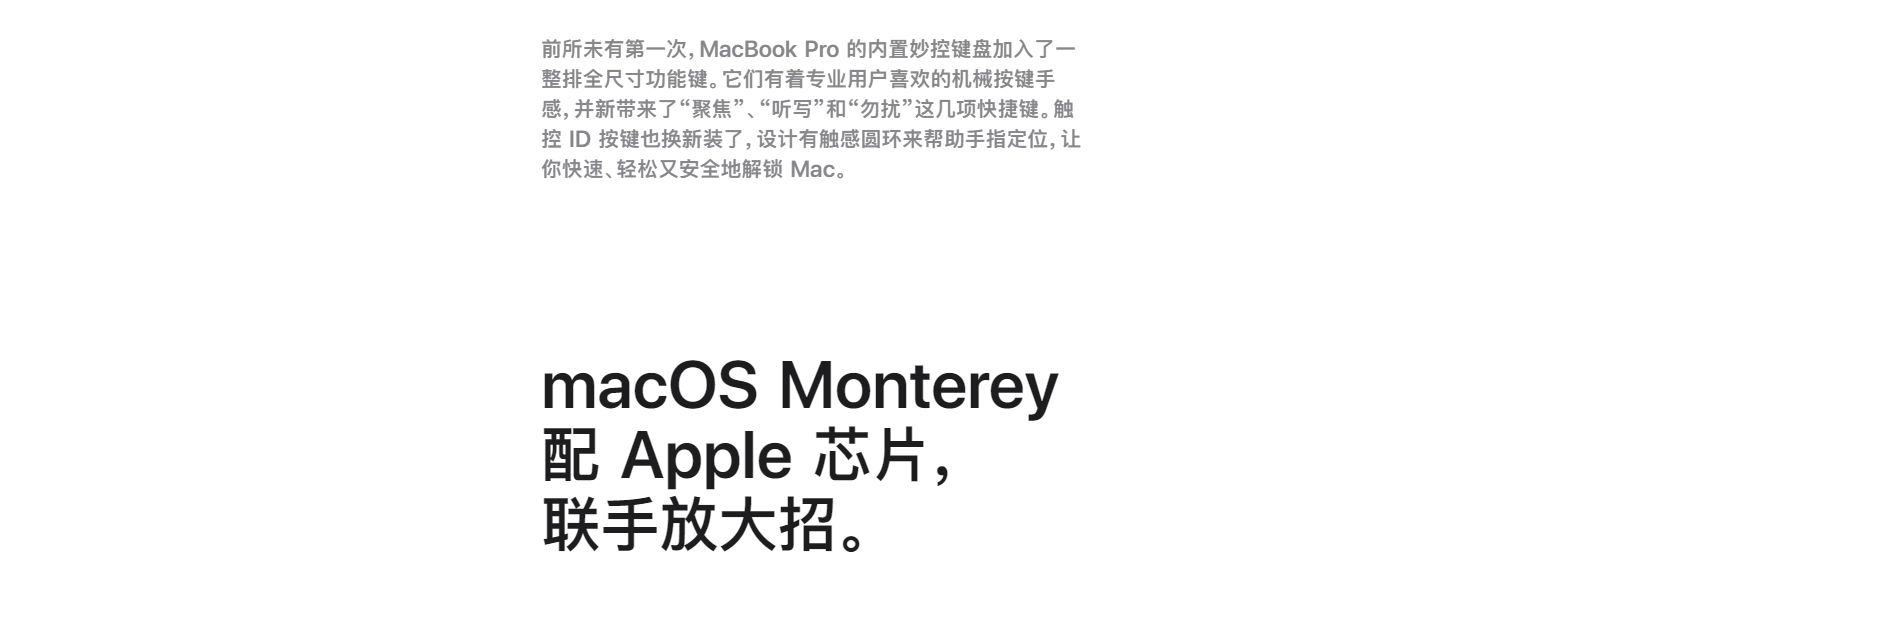 前所未有第一次，MacBook Pro 的内置妙控键盘加入了一
整排全尺寸功能键。它们有着专业用户喜欢的机械按键手
感，并新带来了“聚焦”、“听写”和“勿扰”这几项快捷键。触
控 ID 按键也换新装了，设计有触感圆环来帮助手指定位，让
你快速、轻松又安全地解锁 Mac。
macOS Monterey
配 Apple 芯片，
联手放大招。